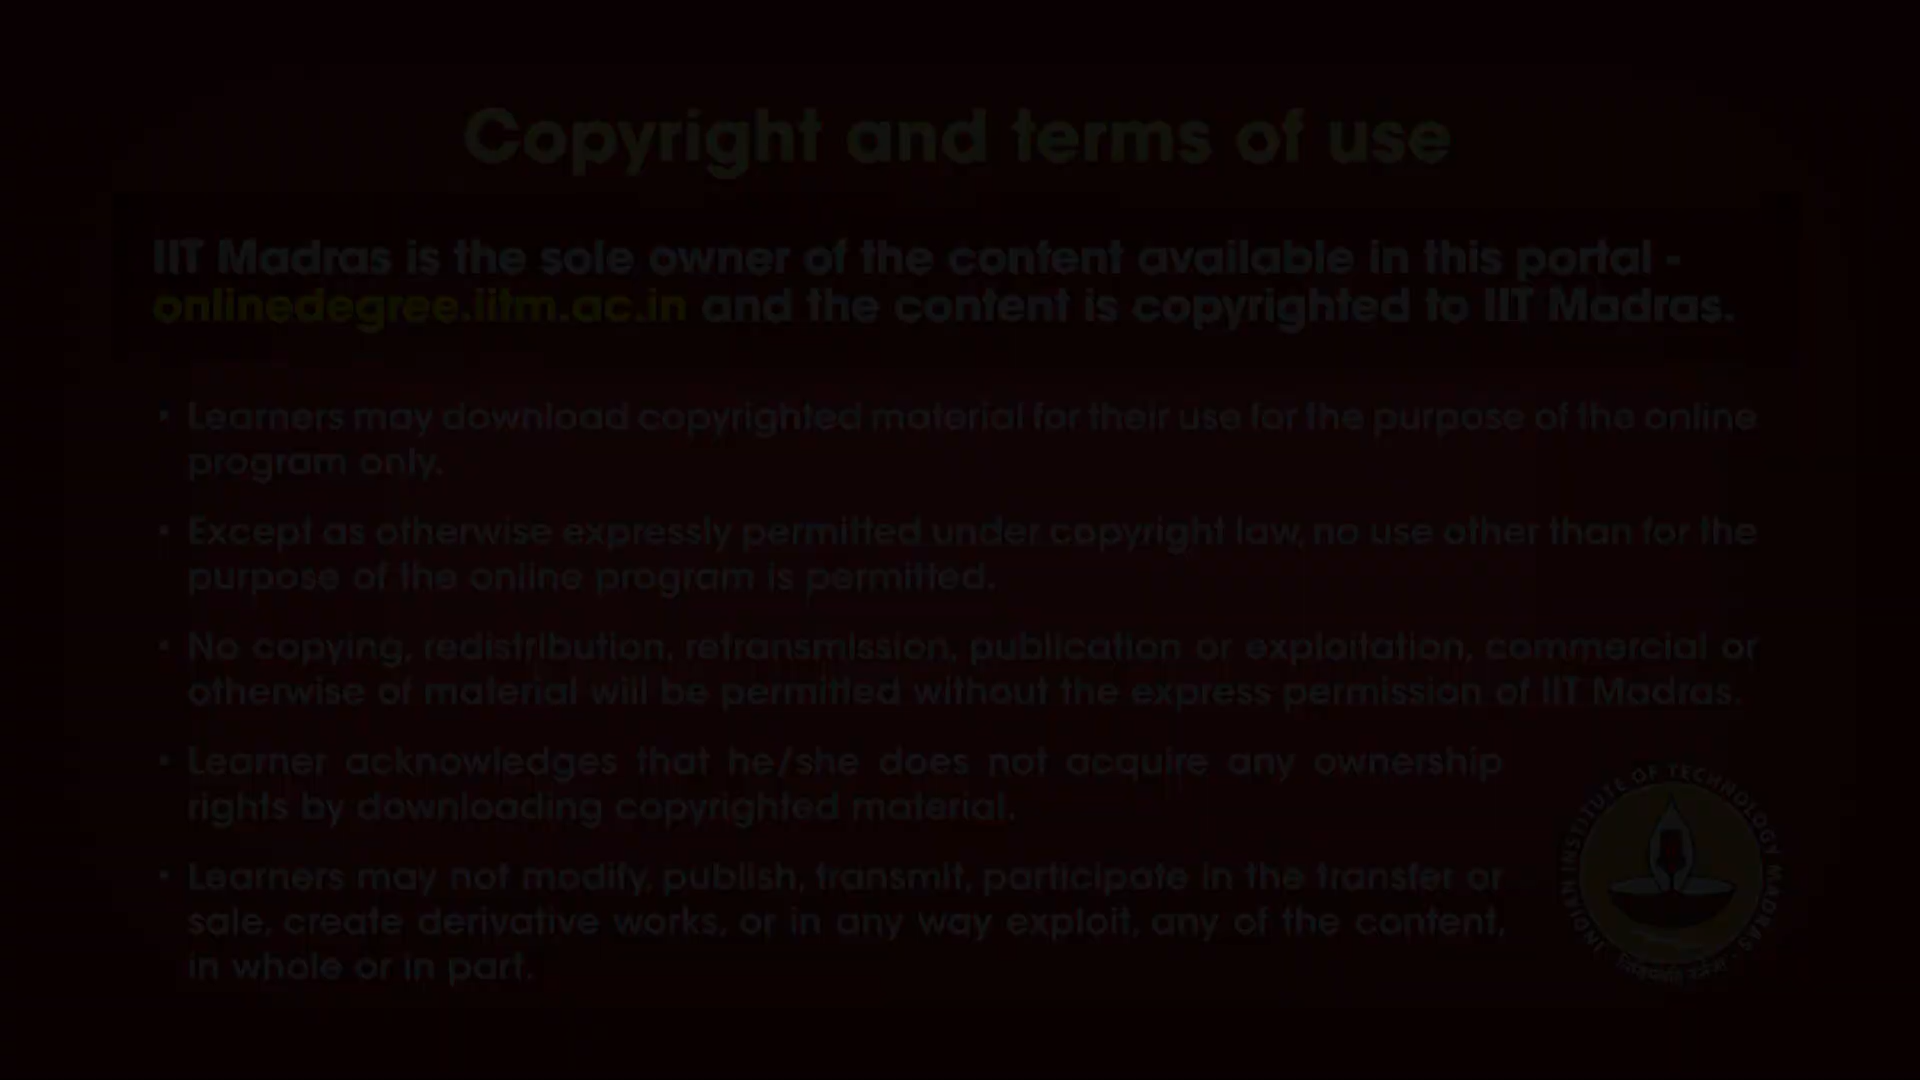 Copyright and terms of use
IIT Madras is the sole owner of the content available in this portal -
onlinedegree.iitm.ac.in and the content is copyrighted to IIT Madras.
• Learners may download copyrighted material for their use for the purpose of the online
program only.
• Except as otherwise expressly permitted under copyright law, no use other than for the
purpose of the online program is permitted.
• No copying, redistribution, retransmission, publication or exploitation, commercial or
otherwise of material will be permitted without the express permission of IIT Madras.
• Learner acknowledges that he/she does not acquire any ownership
rights by downloading copyrighted material.
• Learners may not modify, publish, transmit, participate in the transfer or
sale, create derivative works, or in any way exploit, any of the content,
in whole or in part.
INDIAN INSTITUTE OF TECHNOLOGY MADRAS